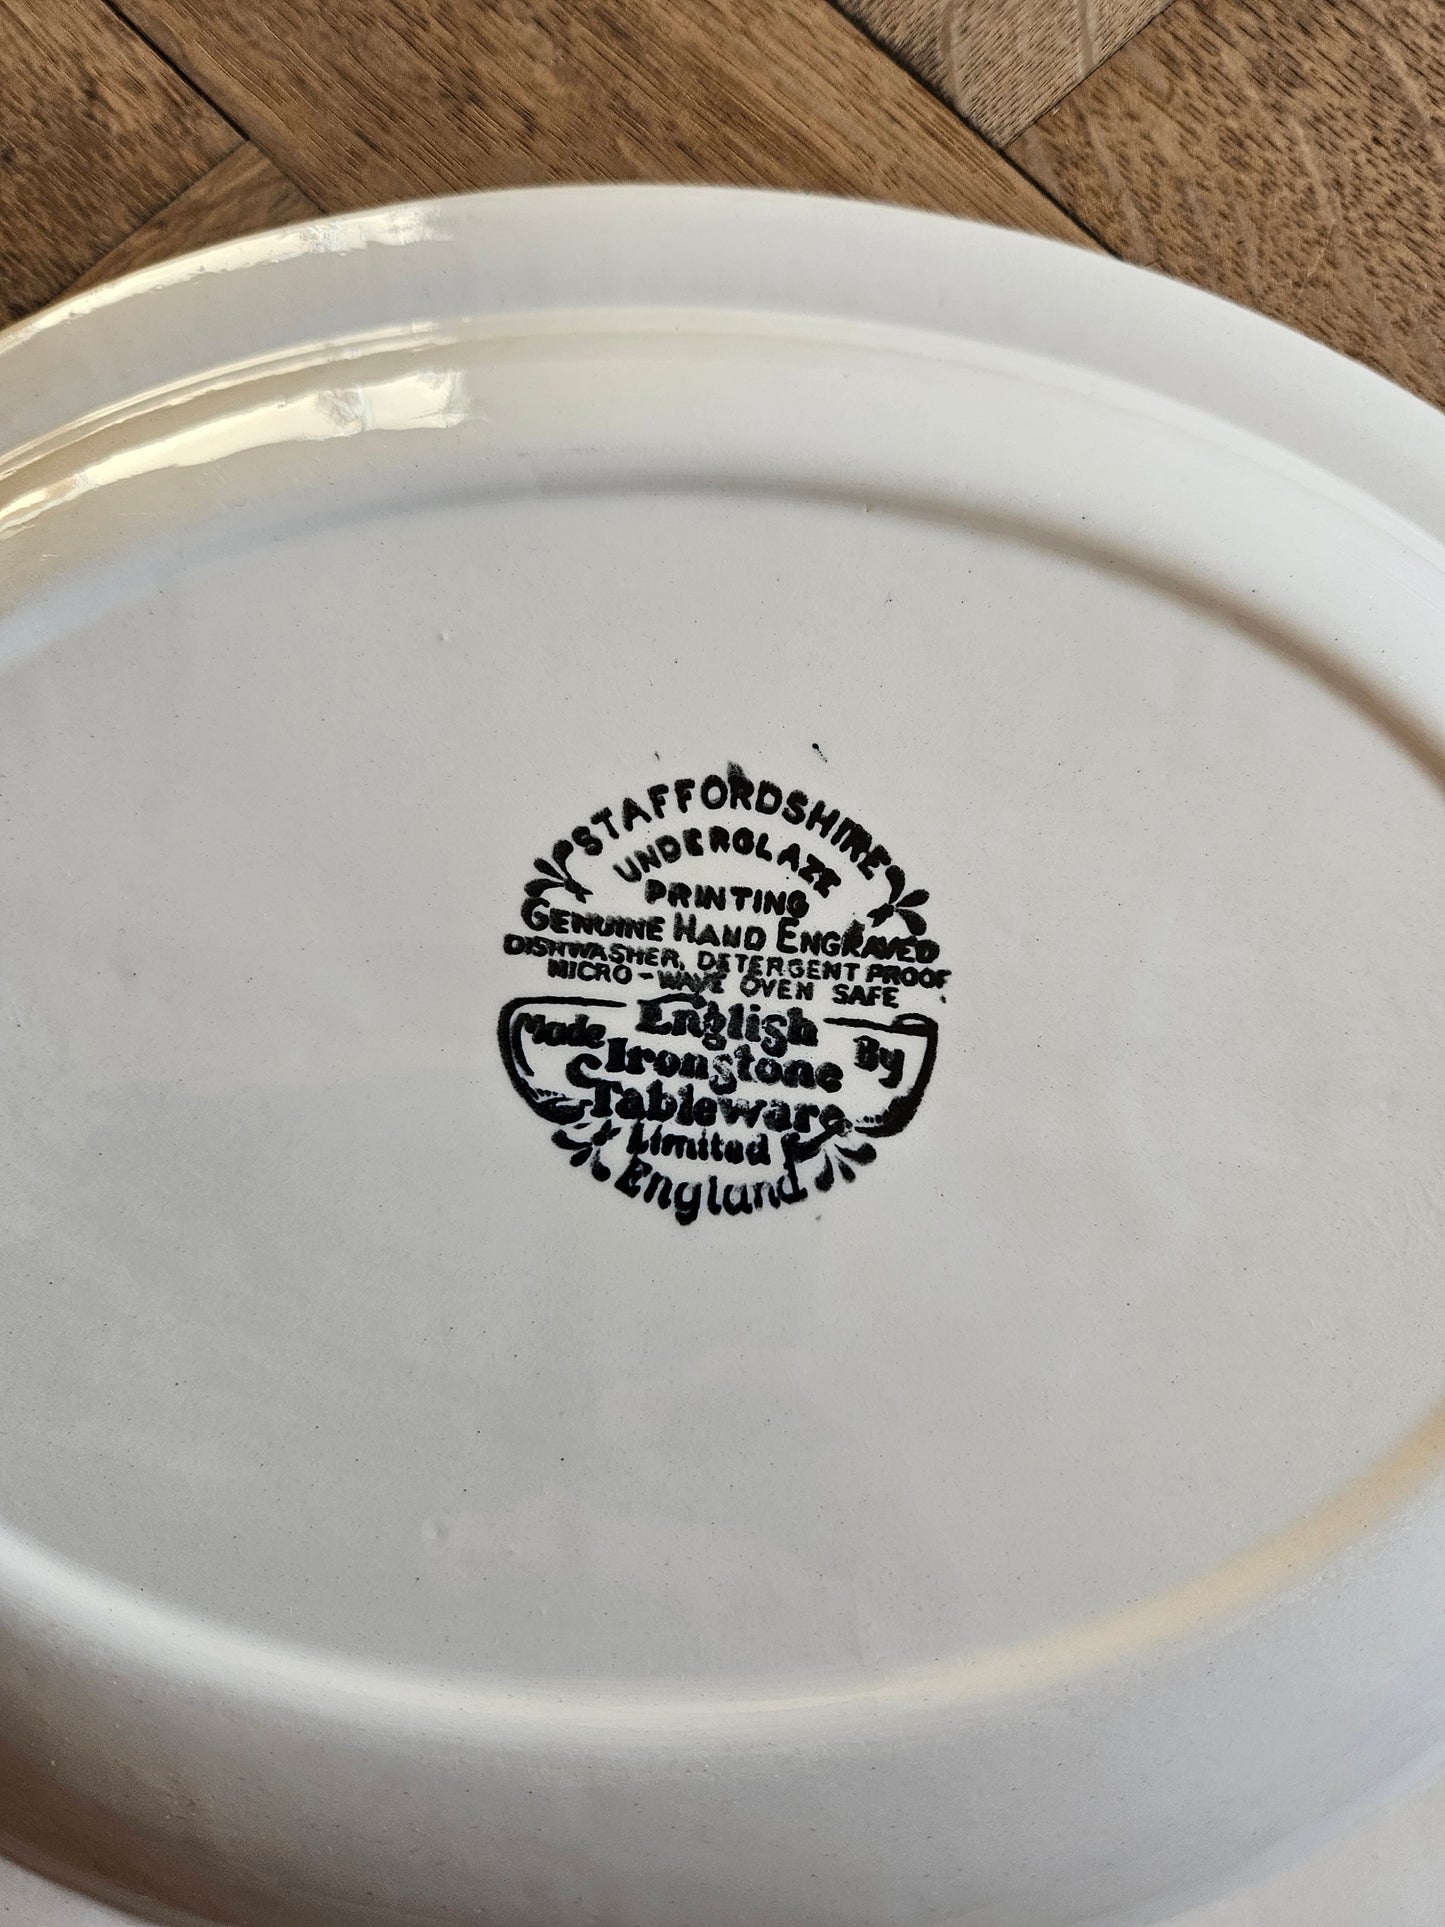 STAFFORDSHIRE
UNDERGLAZE
PRINTING
GENUINE HAND ENGRAVED
DISHWASHER, DETERGENT PROOF
MICRO-WAVE OVEN SAFE
Made English By
Ironstone
Tableware
Limited
England